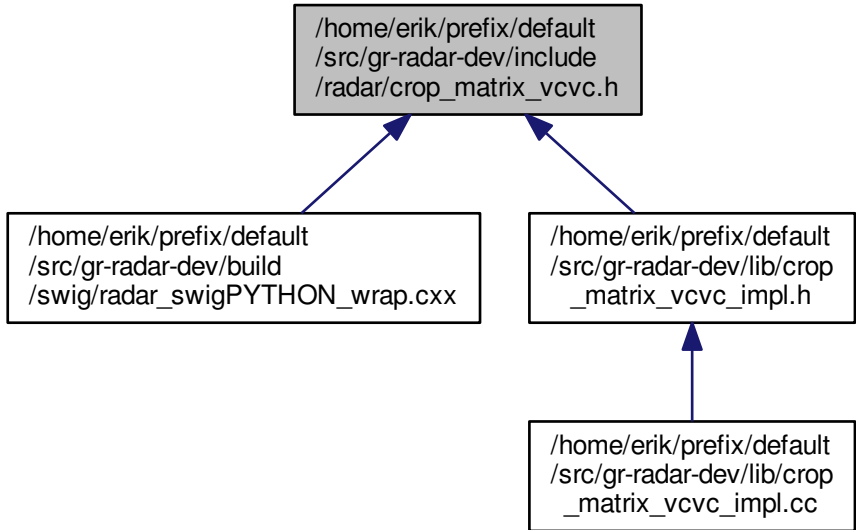 /home/erik/prefix/default
/src/gr-radar-dev/include
/radar/crop_matrix_vcvc.h
/home/erik/prefix/default
/src/gr-radar-dev/build
/swig/radar_swigPYTHON_wrap.cxx
/home/erik/prefix/default
/src/gr-radar-dev/lib/crop
_matrix_vcvc_impl.h
/home/erik/prefix/default
/src/gr-radar-dev/lib/crop
_matrix_vcvc_impl.cc